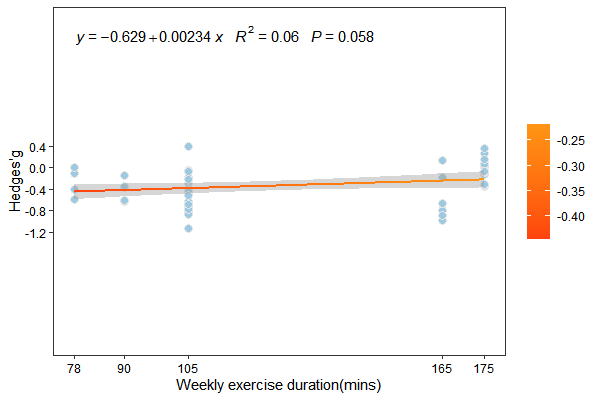 y = −0.629 + 0.00234 x R² = 0.06 P = 0.058
Hedges'g
0.4
0.0
-0.4
-0.8
-1.2
78 90 105 165 175
Weekly exercise duration(mins)
-0.25
-0.30
-0.35
-0.40